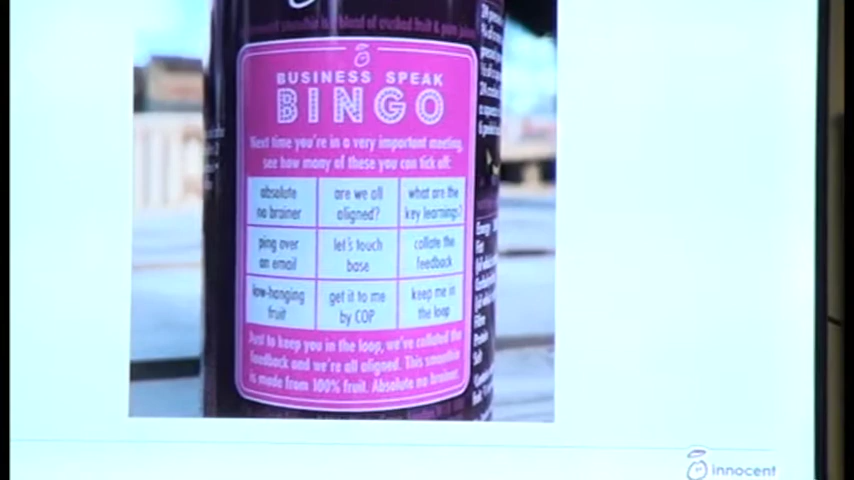 BUSINESS SPEAK
BINGO
Next time you're in a very important meeting,
see how many of these you can tick off:
absolute
no brainer
are we all
aligned?
what are the
key learnings?
ping over
an email
let's touch
base
collate the
feedback
low-hanging
fruit
get it to me
by COP
keep me in
the loop
Just to keep you in the loop, we've collated the
feedback and we're all aligned. This smoothie
is made from 100% fruit. Absolute no brainer.
innocent